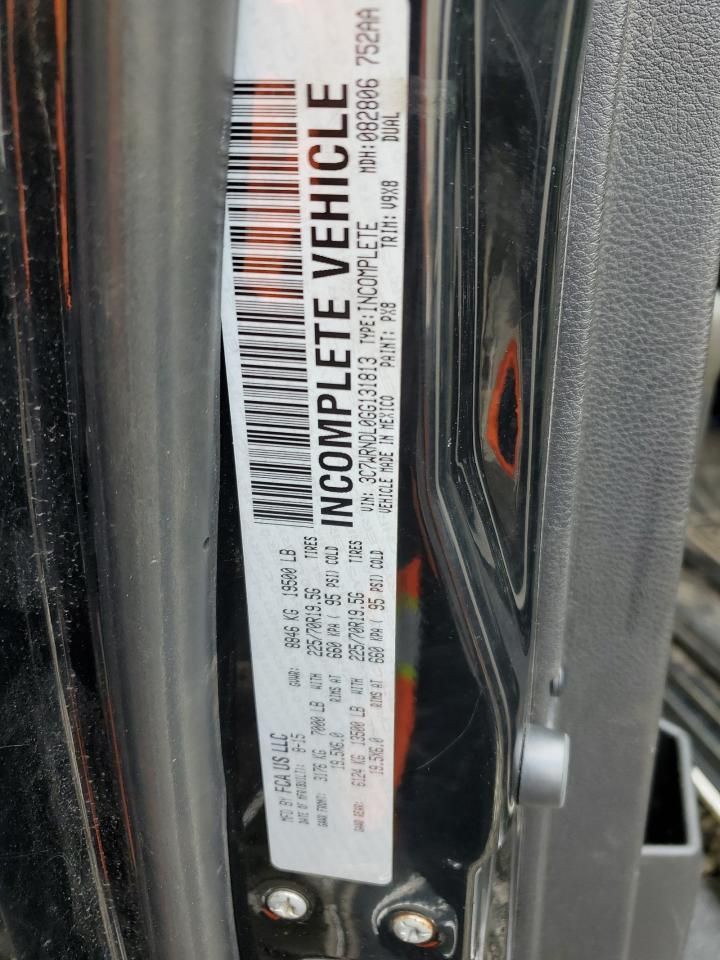 MFD BY FCA US LLC
DATE OF MFR(BUILT): 8-15 GVWR: 8846 KG 19500 LB
GAWR FRONT: 3176 KG 7000 LB WITH 225/70R19.5G TIRES
19.5X6.0 RIMS AT 660 KPA ( 95 PSI) COLD
GAWR REAR: 6124 KG 13500 LB WITH 225/70R19.5G TIRES
19.5X6.0 RIMS AT 660 KPA ( 95 PSI) COLD
INCOMPLETE VEHICLE
VIN: 3C7WRNDL0GG131813 TYPE: INCOMPLETE MDH: 082806 752AA
VEHICLE MADE IN MEXICO PAINT: PX8 TRIM: V9X8 DUAL